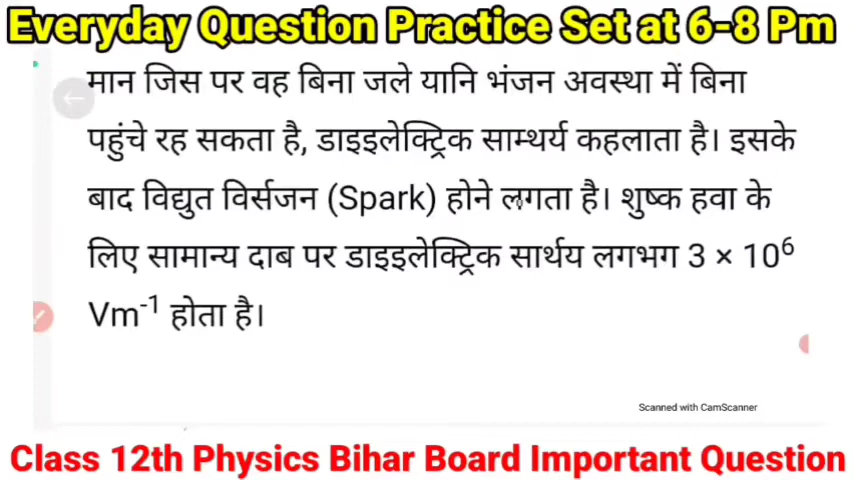 Everyday Question Practice Set at 6-8 Pm
मान जिस पर वह बिना जले यानि भंजन अवस्था में बिना
पहुंचे रह सकता है, डाइइलेक्ट्रिक साम्थर्य कहलाता है। इसके
बाद विद्युत विर्सजन (Spark) होने लगता है। शुष्क हवा के
लिए सामान्य दाब पर डाइइलेक्ट्रिक सार्थय लगभग 3 × 10⁶
Vm⁻¹ होता है।
Scanned with CamScanner
Class 12th Physics Bihar Board Important Question